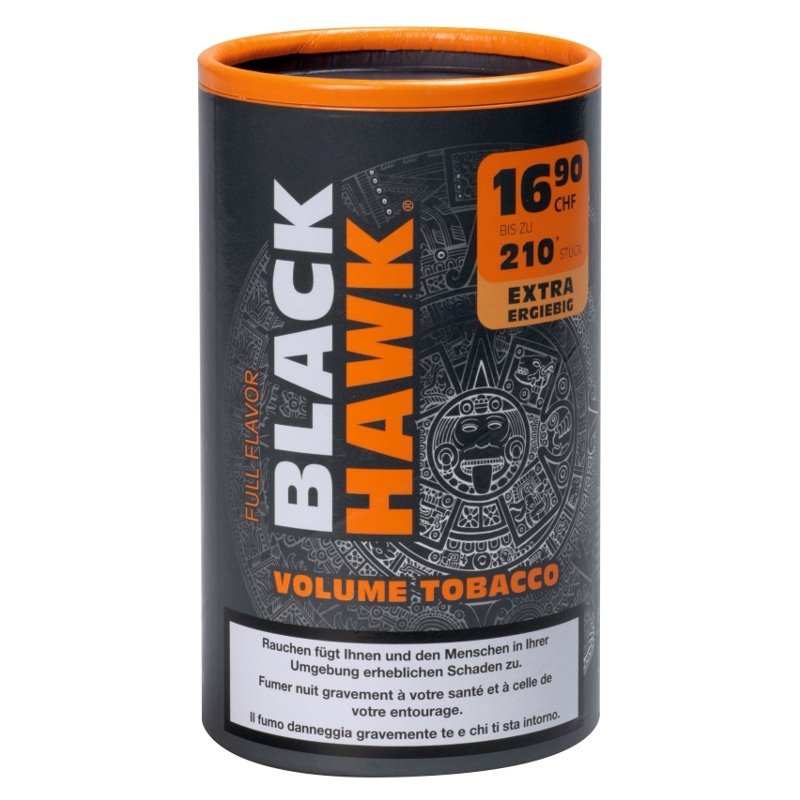 FULL FLAVOR
BLACK
HAWK®
VOLUME TOBACCO
16 90
CHF
BIS ZU
210* STÜCK
EXTRA
ERGIEBIG
Rauchen fügt Ihnen und den Menschen in Ihrer
Umgebung erheblichen Schaden zu.
Fumer nuit gravement à votre santé et à celle de
votre entourage.
Il fumo danneggia gravemente te e chi ti sta intorno.